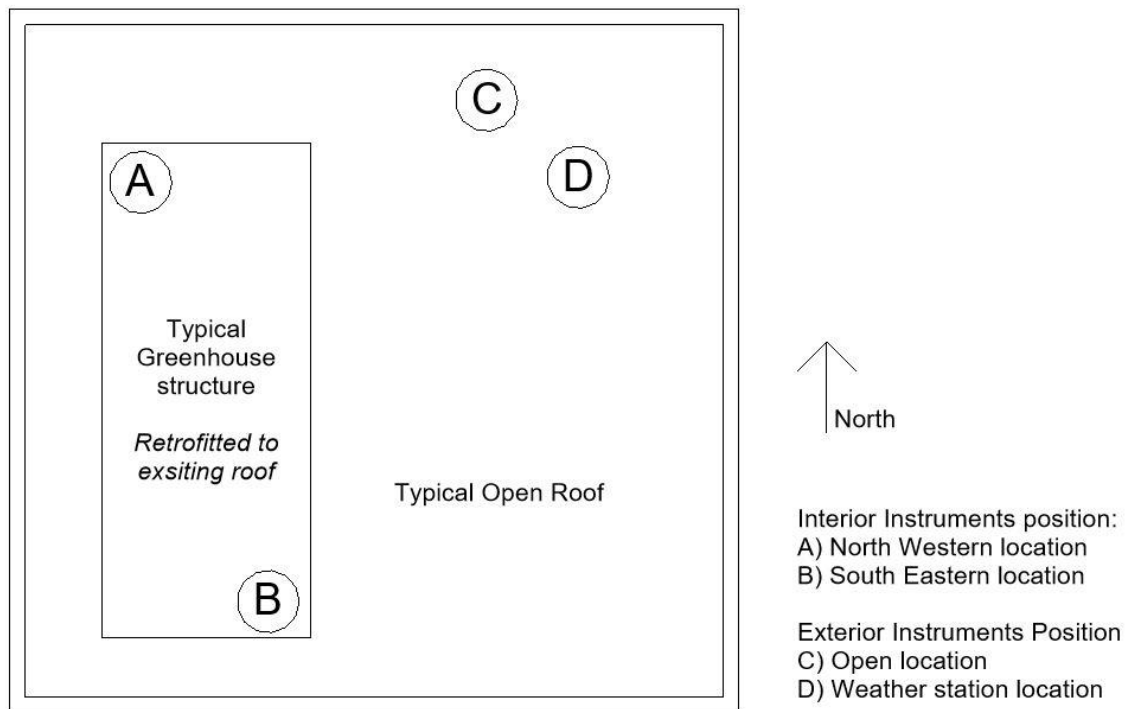 C
A
D
Typical
Greenhouse
structure
Retrofitted to
exsiting roof
North
Typical Open Roof
B
Interior Instruments position:
A) North Western location
B) South Eastern location
Exterior Instruments Position
C) Open location
D) Weather station location